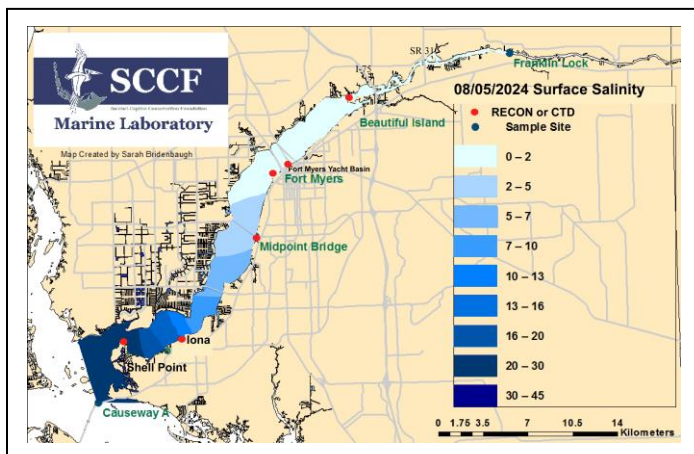 SCCF
Sanibel-Captiva Conservation Foundation
Marine Laboratory
Map Created by Sarah Bridenbaugh
SR 31
I-75
Franklin Lock
Beautiful Island
Fort Myers Yacht Basin
Fort Myers
Midpoint Bridge
Iona
Shell Point
Causeway A
08/05/2024 Surface Salinity
RECON or CTD
Sample Site
0 – 2
2 – 5
5 – 7
7 – 10
10 – 13
13 – 16
16 – 20
20 – 30
30 – 45
0 1.75 3.5 7 10.5 14
Kilometers